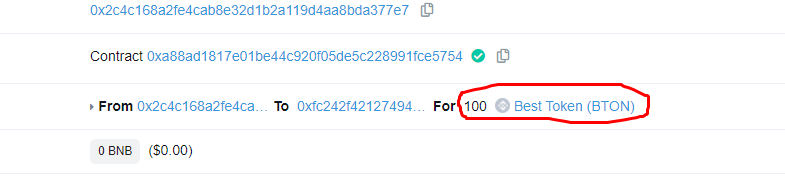 0x2c4c168a2fe4cab8e32d1b2a119d4aa8bda377e7
Contract 0xa88ad1817e01be44c920f05de5c228991fce5754
From 0x2c4c168a2fe4ca... To 0xfc242f42127494... For 100 Best Token (BTON)
0 BNB ($0.00)